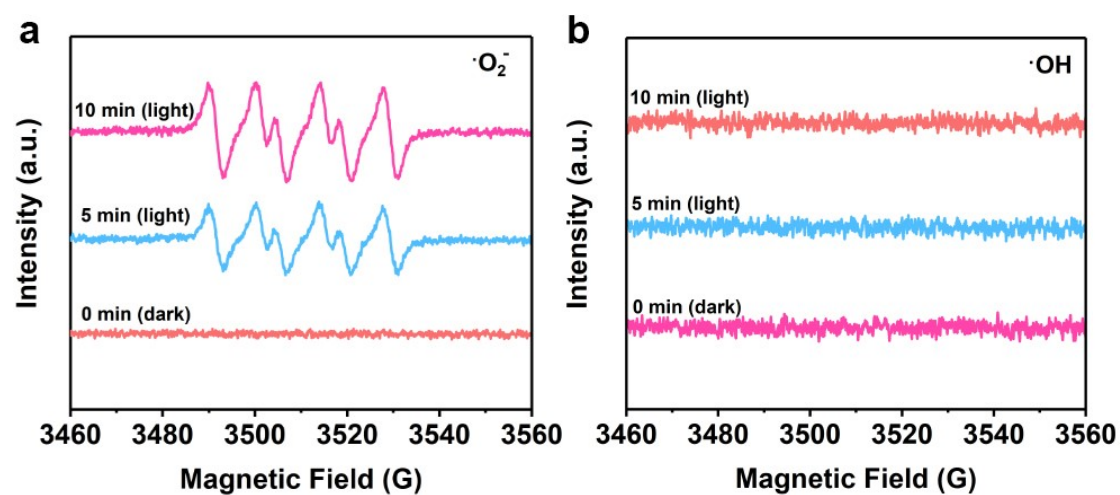 a
·O₂⁻
10 min (light)
5 min (light)
0 min (dark)
Intensity (a.u.)
3460 3480 3500 3520 3540 3560
Magnetic Field (G)
b
·OH
10 min (light)
5 min (light)
0 min (dark)
Intensity (a.u.)
3460 3480 3500 3520 3540 3560
Magnetic Field (G)